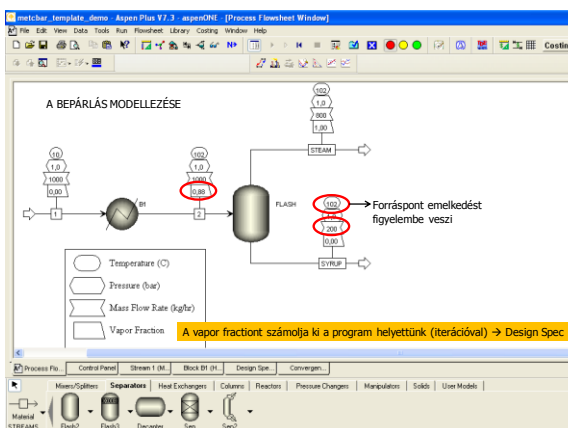 metcbar_template_demo - Aspen Plus V7.3 - aspenONE - [Process Flowsheet Window]
File Edit View Data Tools Run Flowsheet Library Costing Window Help
N>
Costin
A BEPÁRLÁS MODELLEZÉSE
102
1,0
800
1,00
STEAM
10
1,0
1000
0,00
1
B1
102
1,0
1000
0,88
2
FLASH
102
1,0
200
0,00
SYRUP
Forráspont emelkedést
figyelembe veszi
Temperature (C)
Pressure (bar)
Mass Flow Rate (kg/hr)
Vapor Fraction
A vapor fractiont számolja ki a program helyettünk (iterációval) → Design Spec
Process Flo... Control Panel Stream 1 (M... Block B1 (H... Design Spe... Convergen...
Mixers/Splitters Separators Heat Exchangers Columns Reactors Pressure Changers Manipulators Solids User Models
Material
STREAMS Flash2 Flash3 Decanter Sep Sep2